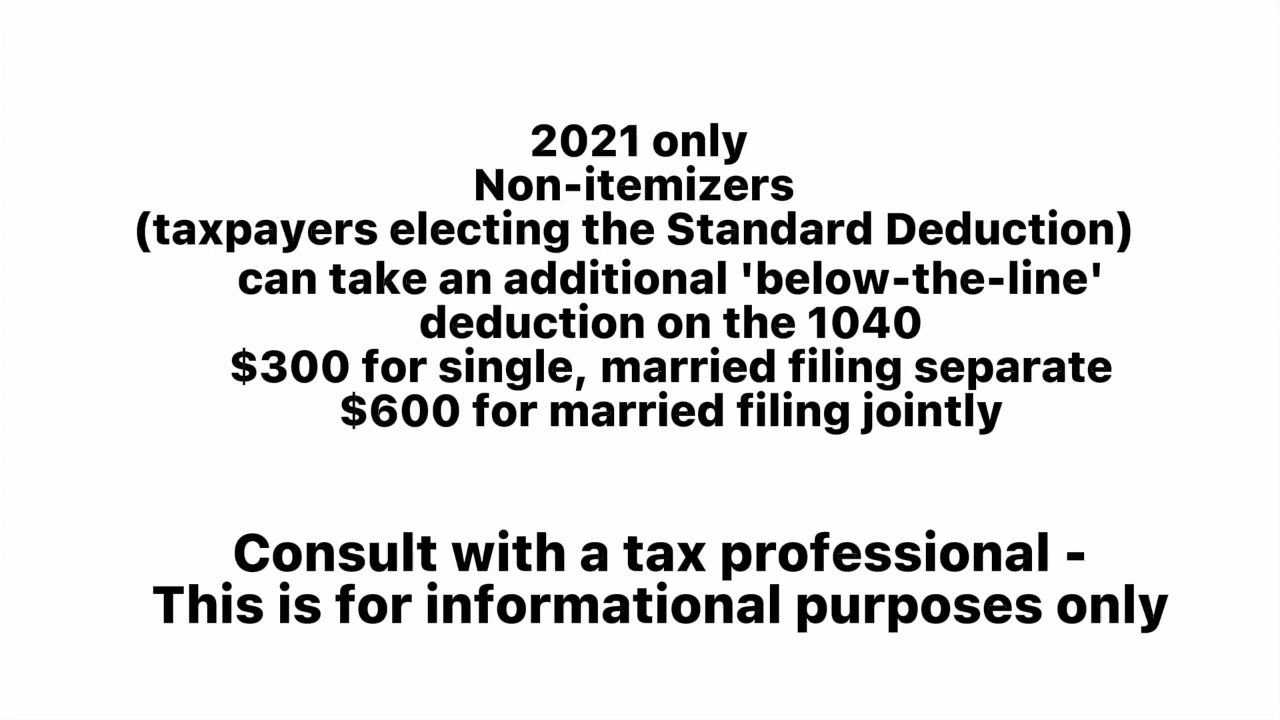 2021 only
Non-itemizers
(taxpayers electing the Standard Deduction)
can take an additional 'below-the-line'
deduction on the 1040
$300 for single, married filing separate
$600 for married filing jointly
Consult with a tax professional -
This is for informational purposes only